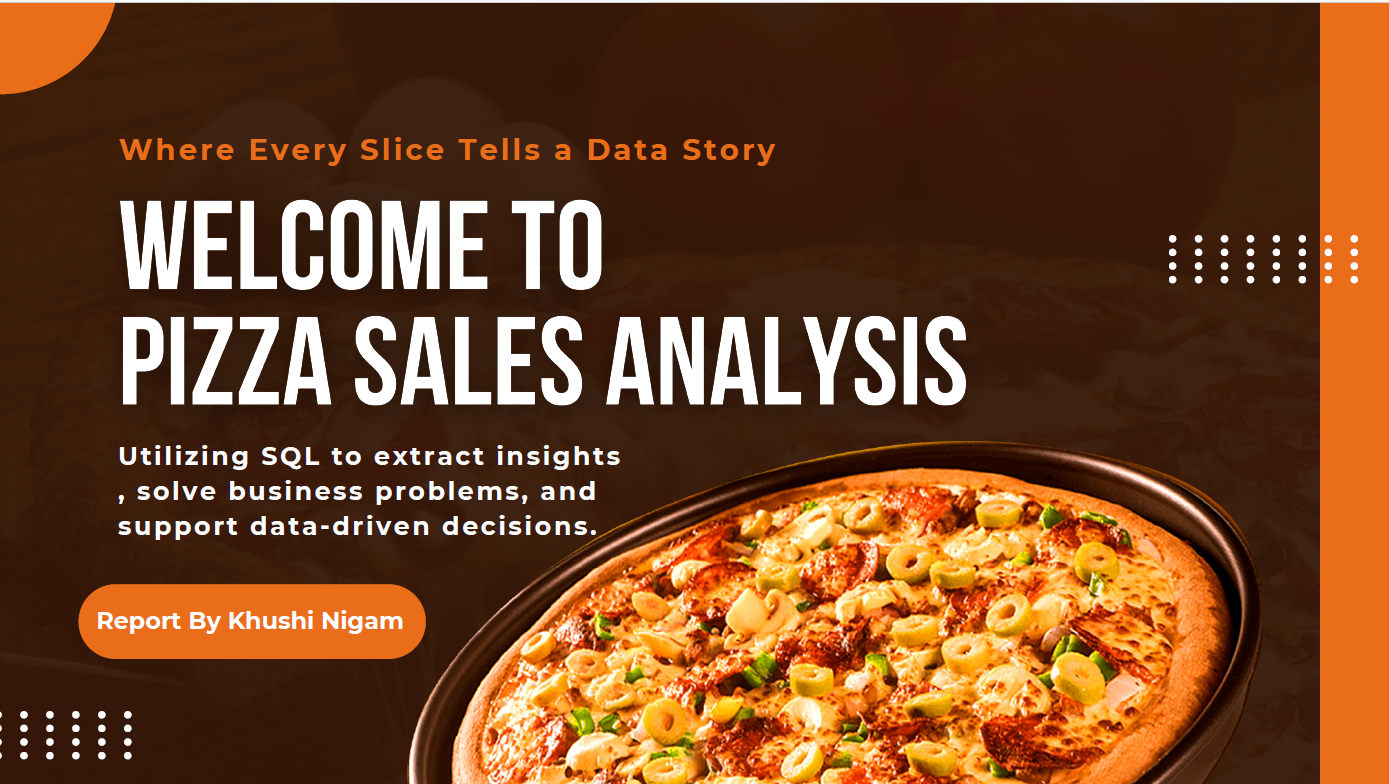 Where Every Slice Tells a Data Story
WELCOME TO
PIZZA SALES ANALYSIS
Utilizing SQL to extract insights
, solve business problems, and
support data-driven decisions.
Report By Khushi Nigam